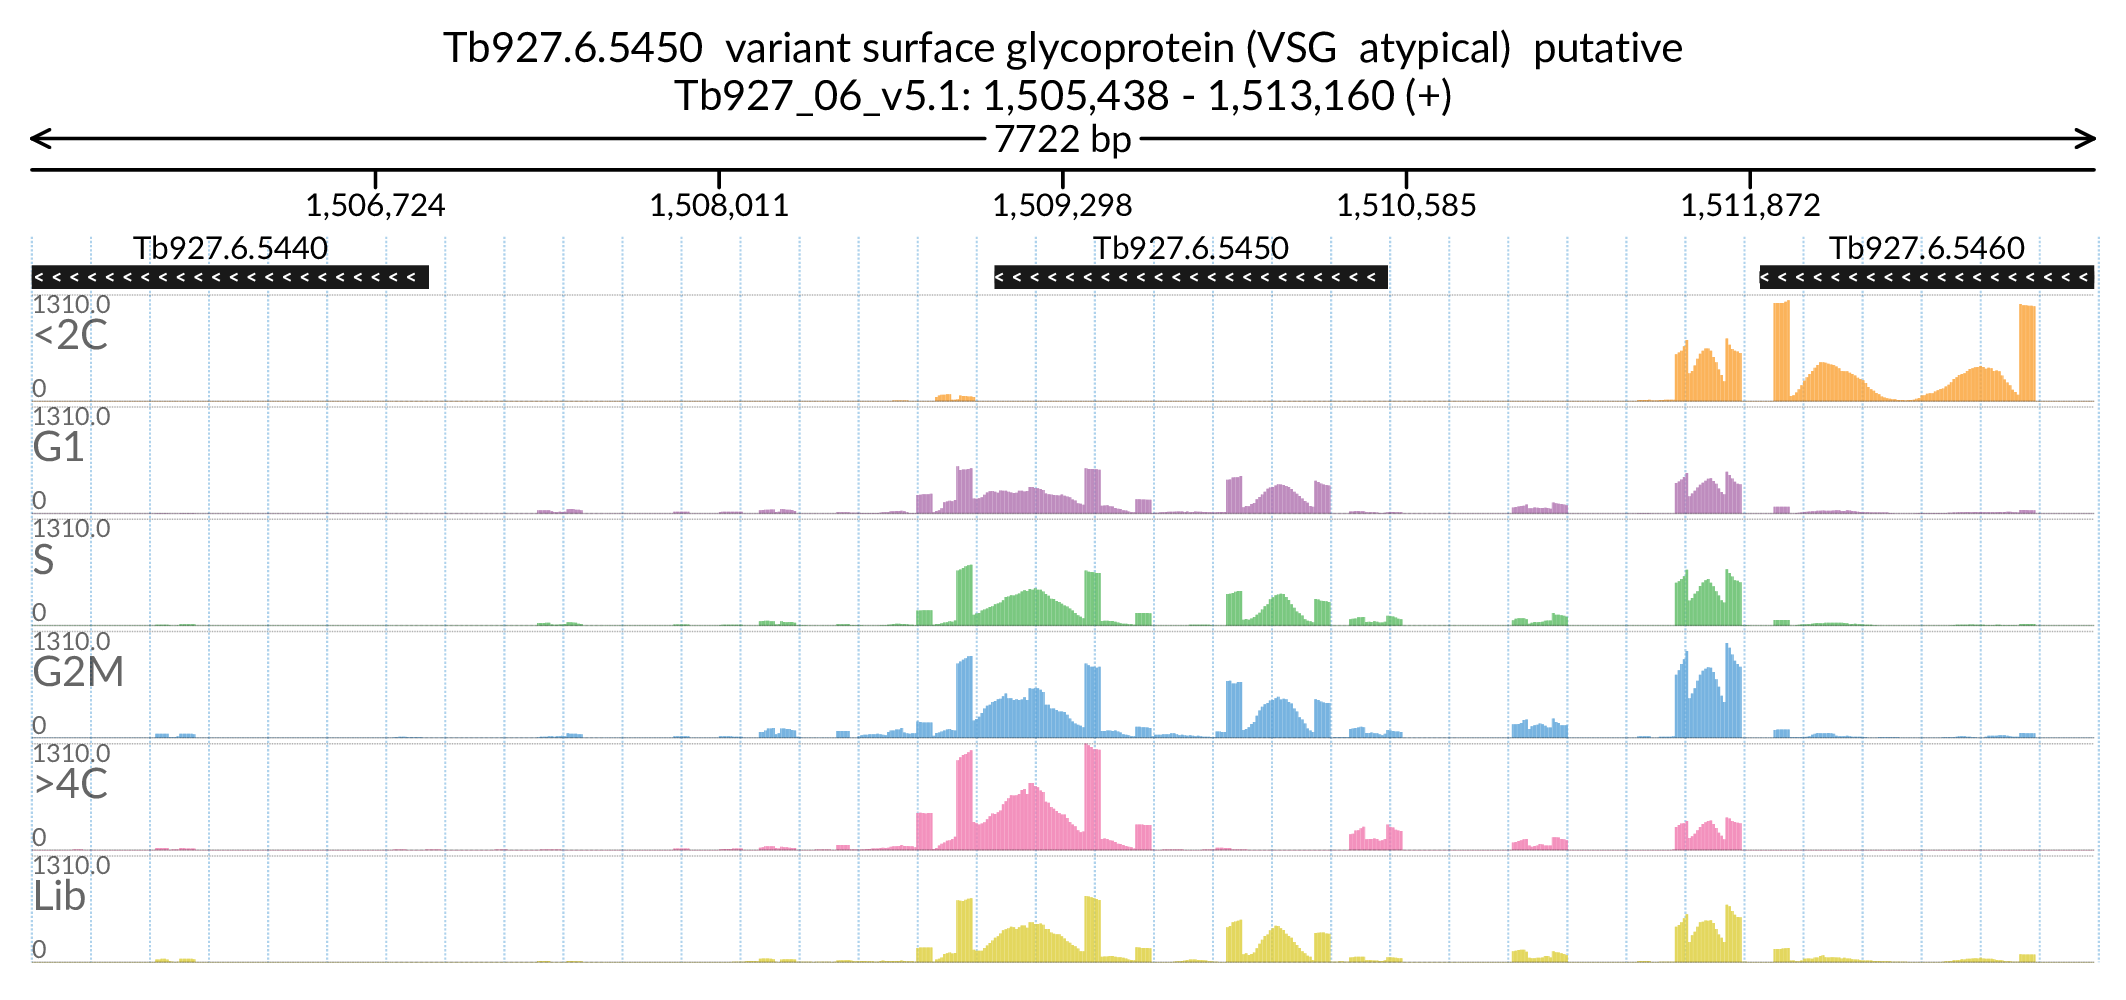 Tb927.6.5450  variant surface glycoprotein (VSG  atypical)  putative
Tb927_06_v5.1: 1,505,438 - 1,513,160 (+)
7722 bp
1,506,724 1,508,011 1,509,298 1,510,585 1,511,872
Tb927.6.5440 Tb927.6.5450 Tb927.6.5460
1310.0
<2C
0
1310.0
G1
0
1310.0
S
0
1310.0
G2M
0
1310.0
>4C
0
1310.0
Lib
0